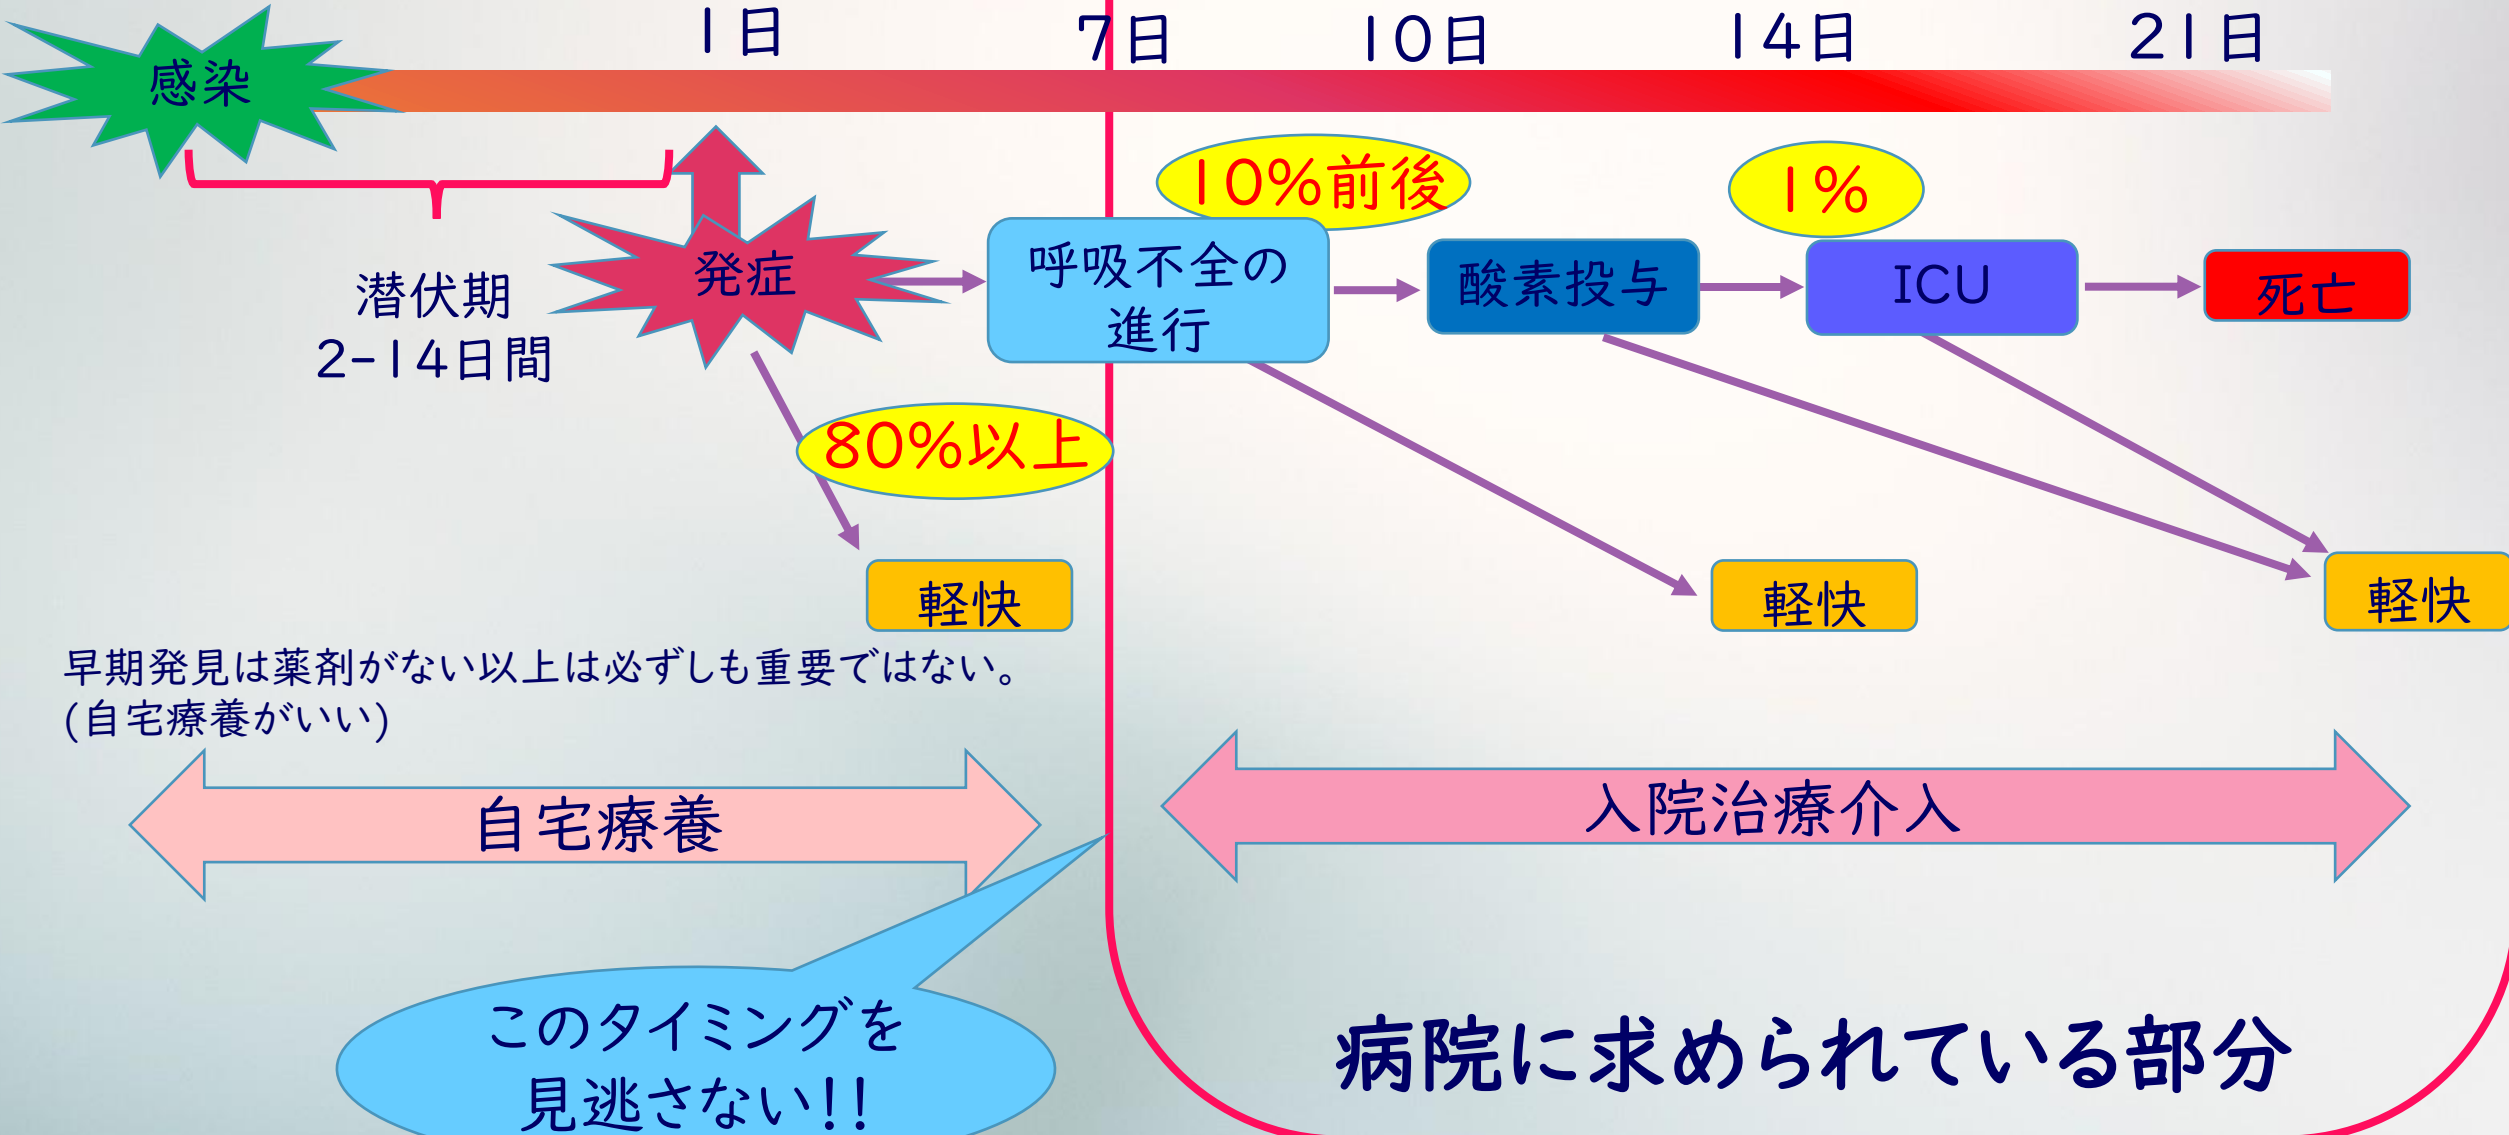 1日
7日
10日
14日
21日
感染
10%前後
1%
発症
呼吸不全の
進行
酸素投与
ICU
死亡
潜伏期
2-14日間
80%以上
軽快
軽快
軽快
早期発見は薬剤がない以上は必ずしも重要ではない。
(自宅療養がいい)
自宅療養
入院治療介入
このタイミングを
見逃さない!!
病院に求められている部分